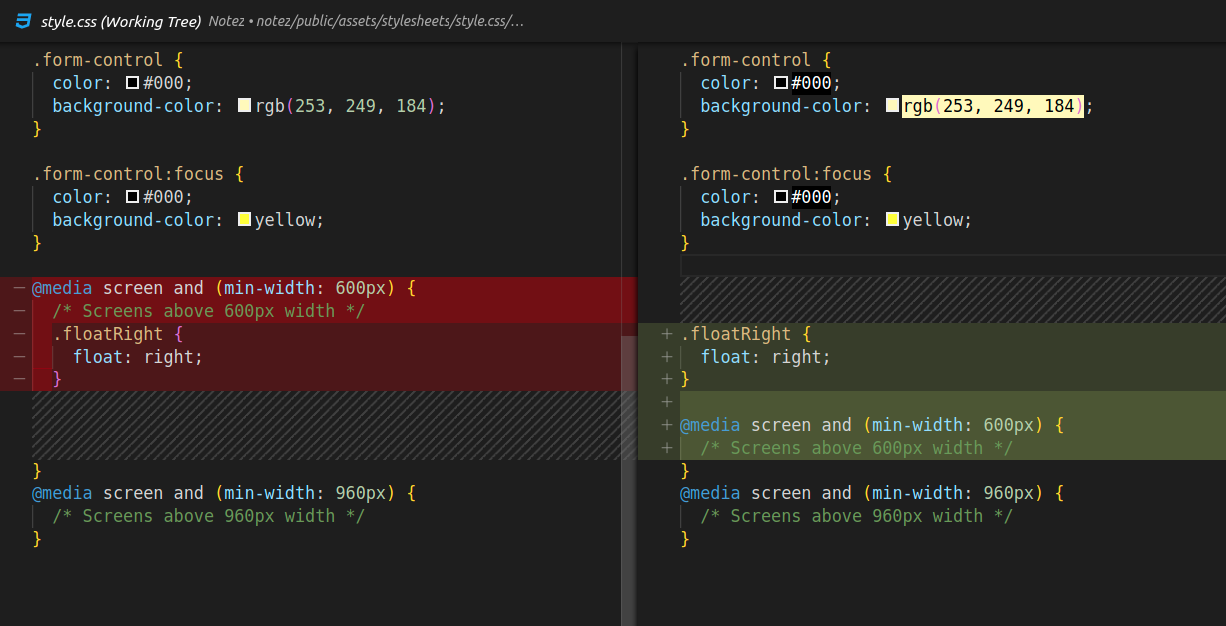 style.css (Working Tree) Notez • notez/public/assets/stylesheets/style.css/...
.form-control {
  color: #000;
  background-color: rgb(253, 249, 184);
}

.form-control:focus {
  color: #000;
  background-color: yellow;
}

− @media screen and (min-width: 600px) {
−   /* Screens above 600px width */
−   .floatRight {
−     float: right;
−   }
}
@media screen and (min-width: 960px) {
  /* Screens above 960px width */
}
.form-control {
  color: #000;
  background-color: rgb(253, 249, 184);
}

.form-control:focus {
  color: #000;
  background-color: yellow;
}

+ .floatRight {
+   float: right;
+ }
+
+ @media screen and (min-width: 600px) {
+   /* Screens above 600px width */
}
@media screen and (min-width: 960px) {
  /* Screens above 960px width */
}